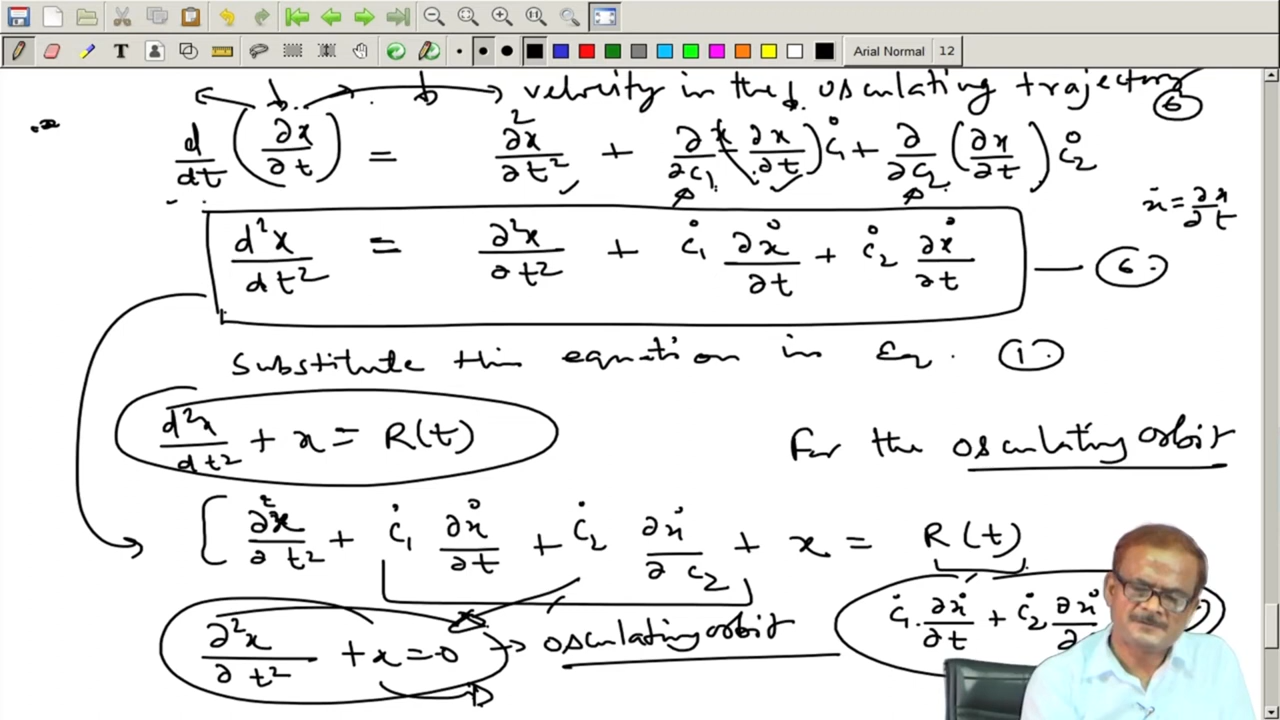 Arial Normal 12
velocity in the osculating trajectory
d/dt (∂x/∂t) = ∂²x/∂t² + ∂/∂c₁ (∂x/∂t) ċ₁ + ∂/∂c₂ (∂x/∂t) ċ₂
ẋ = ∂x/∂t
d²x/dt² = ∂²x/∂t² + ċ₁ ∂ẋ/∂t + ċ₂ ∂ẋ/∂t — (6)
substitute this equation in Eq. (1)
d²x/dt² + x = R(t)
For the osculating orbit
[ ∂²x/∂t² + ċ₁ ∂ẋ/∂t + ċ₂ ∂ẋ/∂c₂ + x = R(t)
∂²x/∂t² + x = 0 → osculating orbit
ċ₁ · ∂ẋ/∂t + ċ₂ ∂ẋ/∂